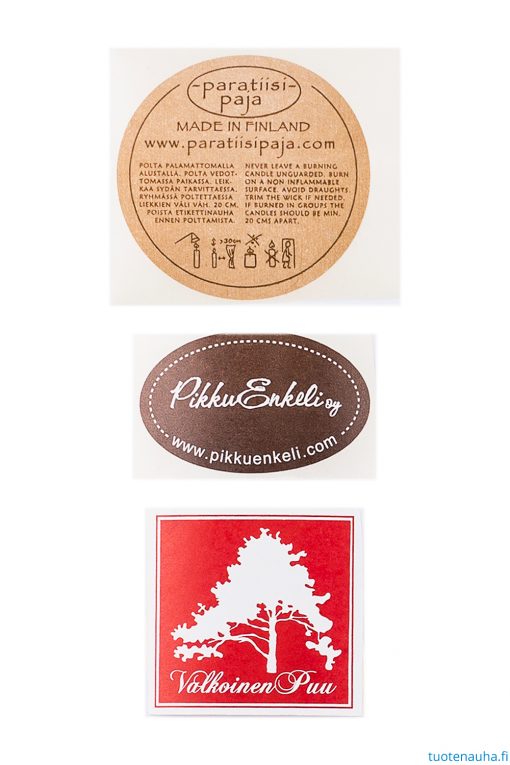 -paratiisi-
paja
MADE IN FINLAND
www.paratiisipaja.com
POLTA PALAMATTOMALLA
ALUSTALLA. POLTA VEDOT-
TOMASSA PAIKASSA. LEIK-
KAA SYDÄN TARVITTAESSA.
RYHMÄSSÄ POLTETTAESSA
LIEKKIEN VÄLI VÄH. 20 CM.
POISTA ETIKETTINAUHA
ENNEN POLTTAMISTA.
NEVER LEAVE A BURNING
CANDLE UNGUARDED. BURN
ON A NON INFLAMMABLE
SURFACE. AVOID DRAUGHTS.
TRIM THE WICK IF NEEDED.
IF BURNED IN GROUPS THE
CANDLES SHOULD BE MIN.
20 CMS APART.
>30cm
PikkuEnkeli oy
www.pikkuenkeli.com
Valkoinen Puu
tuotenauha.fi